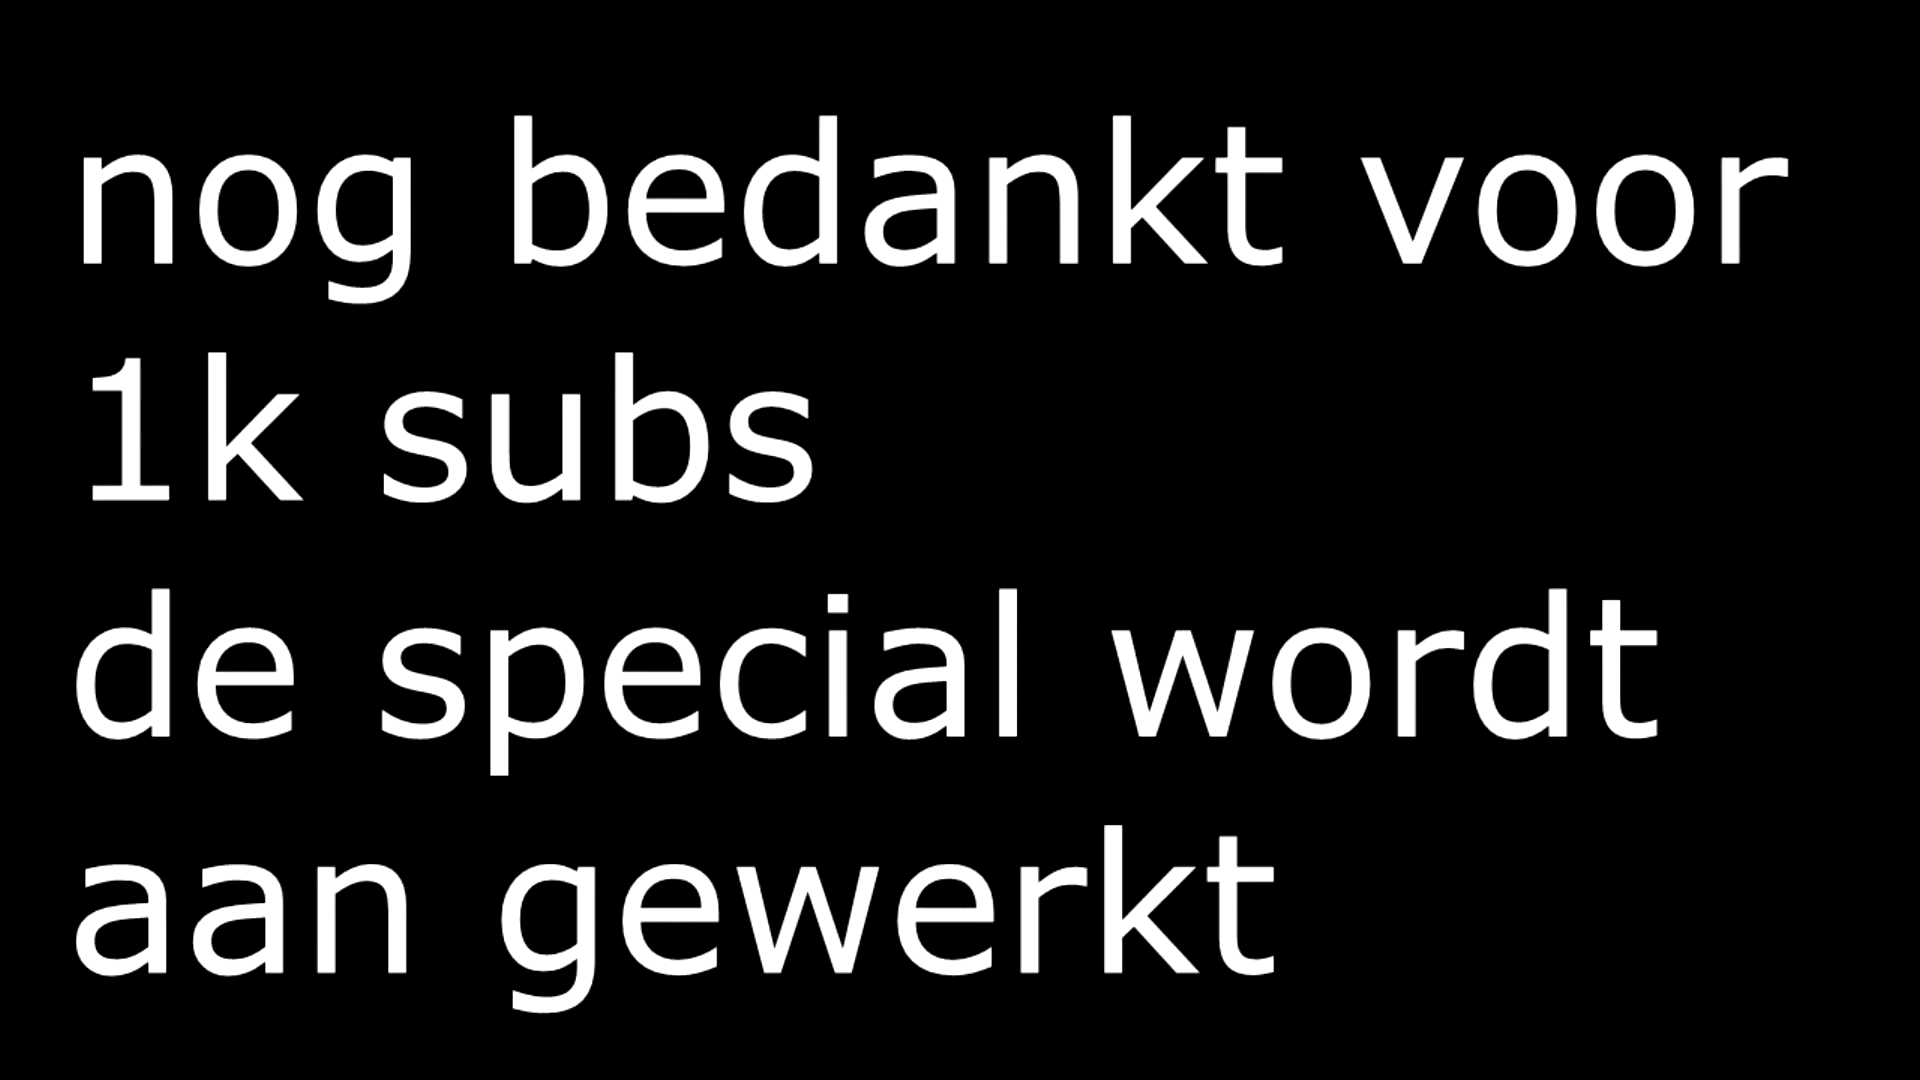 nog bedankt voor
1k subs
de special wordt
aan gewerkt